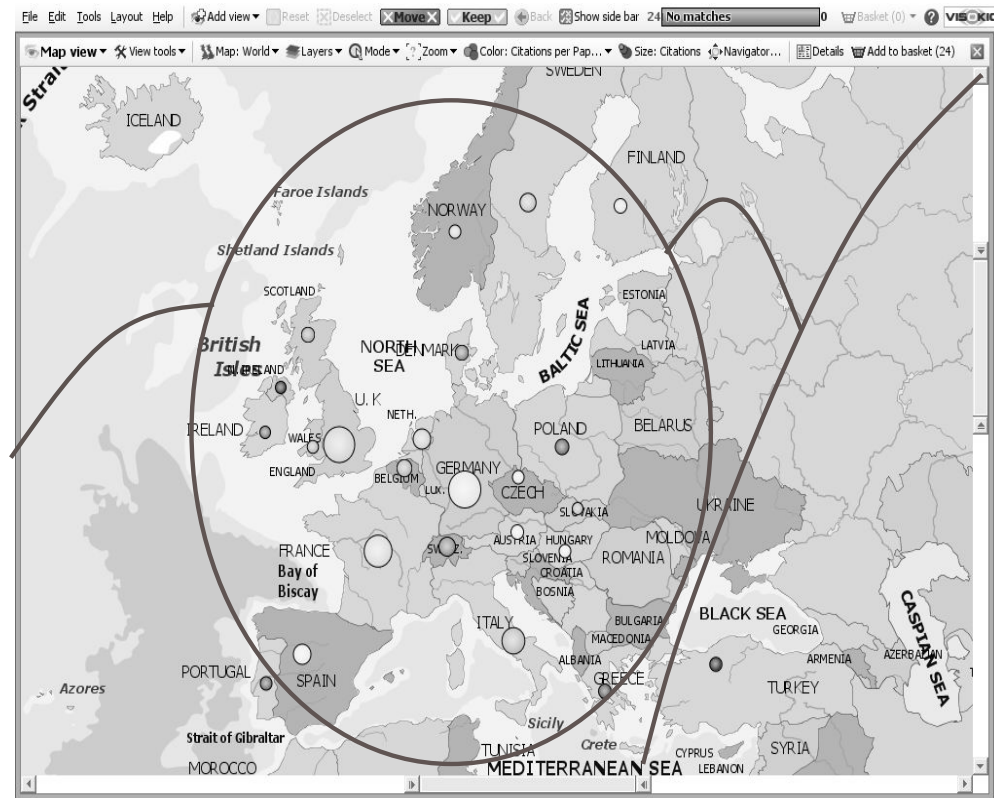 File Edit Tools Layout Help Add view Reset Deselect Move Keep Back Show side bar 24 No matches 0 Basket (0)
Map view View tools Map: World Layers Mode Zoom Color: Citations per Pap... Size: Citations Navigator... Details Add to basket (24)
SWEDEN
ICELAND
FINLAND
Faroe Islands
NORWAY
Shetland Islands
SCOTLAND
ESTONIA
British
Isles
NORTH
SEA
DENMARK
BALTIC SEA
LATVIA
LITHUANIA
U. K
NETH.
IRELAND
WALES
POLAND
BELARUS
ENGLAND
BELGIUM
GERMANY
LUX.
CZECH
SLOVAKIA
UKRAINE
FRANCE
AUSTRIA
HUNGARY
MOLDOVA
SLOVENIA
ROMANIA
CROATIA
Bay of
Biscay
BOSNIA
BLACK SEA
CASPIAN SEA
ITALY
BULGARIA
GEORGIA
MACEDONIA
ALBANIA
ARMENIA
AZERBAIJAN
PORTUGAL
SPAIN
GREECE
TURKEY
Azores
Sicily
Strait of Gibraltar
Crete
TUNISIA
CYPRUS
SYRIA
MOROCCO
MEDITERRANEAN SEA
LEBANON